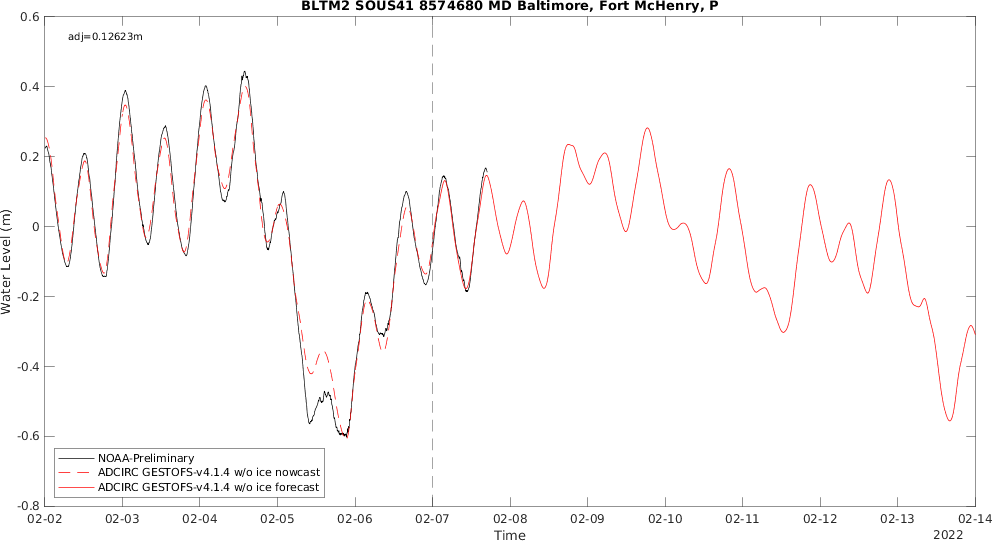 BLTM2 SOUS41 8574680 MD Baltimore, Fort McHenry, P
adj=0.12623m
0.6
0.4
0.2
0
-0.2
-0.4
-0.6
-0.8
Water Level (m)
NOAA-Preliminary
ADCIRC GESTOFS-v4.1.4 w/o ice nowcast
ADCIRC GESTOFS-v4.1.4 w/o ice forecast
02-02 02-03 02-04 02-05 02-06 02-07 02-08 02-09 02-10 02-11 02-12 02-13 02-14
Time
2022